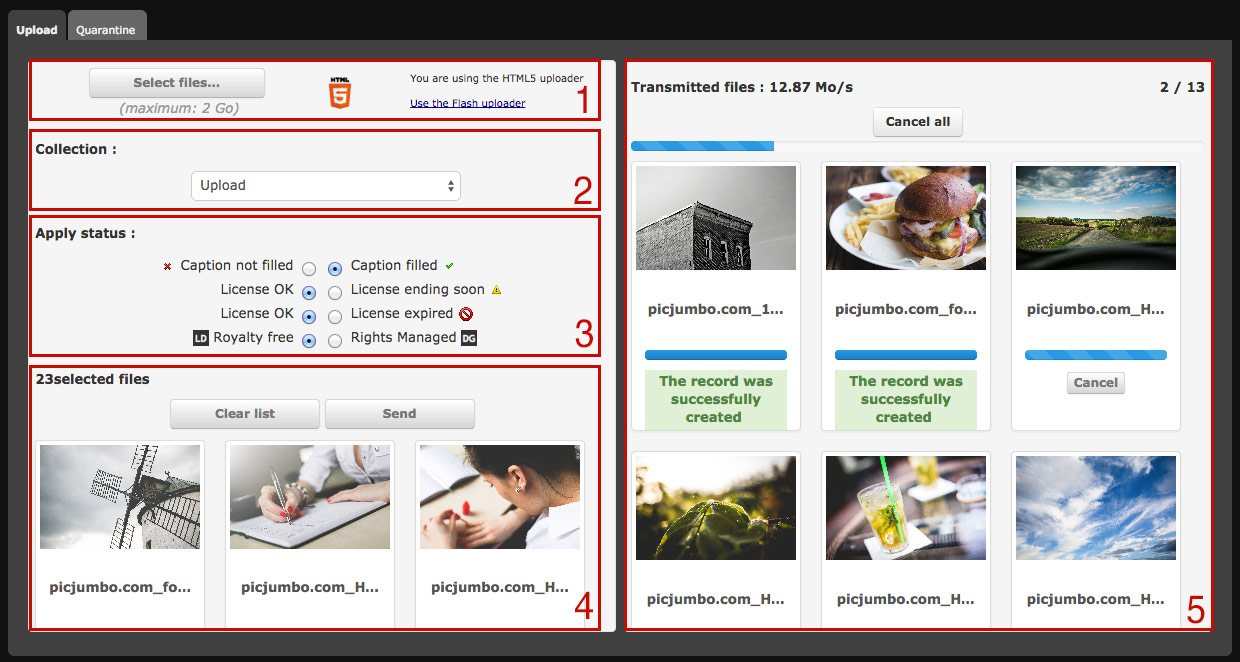 Upload
Quarantine
Select files...
(maximum: 2 Go)
HTML
5
You are using the HTML5 uploader
Use the Flash uploader
1
Collection :
Upload
2
Apply status :
Caption not filled Caption filled
License OK License ending soon
License OK License expired
LD Royalty free Rights Managed DG
3
23selected files
Clear list Send
picjumbo.com_fo... picjumbo.com_H... picjumbo.com_H...
4
Transmitted files : 12.87 Mo/s 2 / 13
Cancel all
picjumbo.com_1... picjumbo.com_fo... picjumbo.com_H...
Cancel
The record was successfully created
The record was successfully created
picjumbo.com_H... picjumbo.com_H... picjumbo.com_H...
5